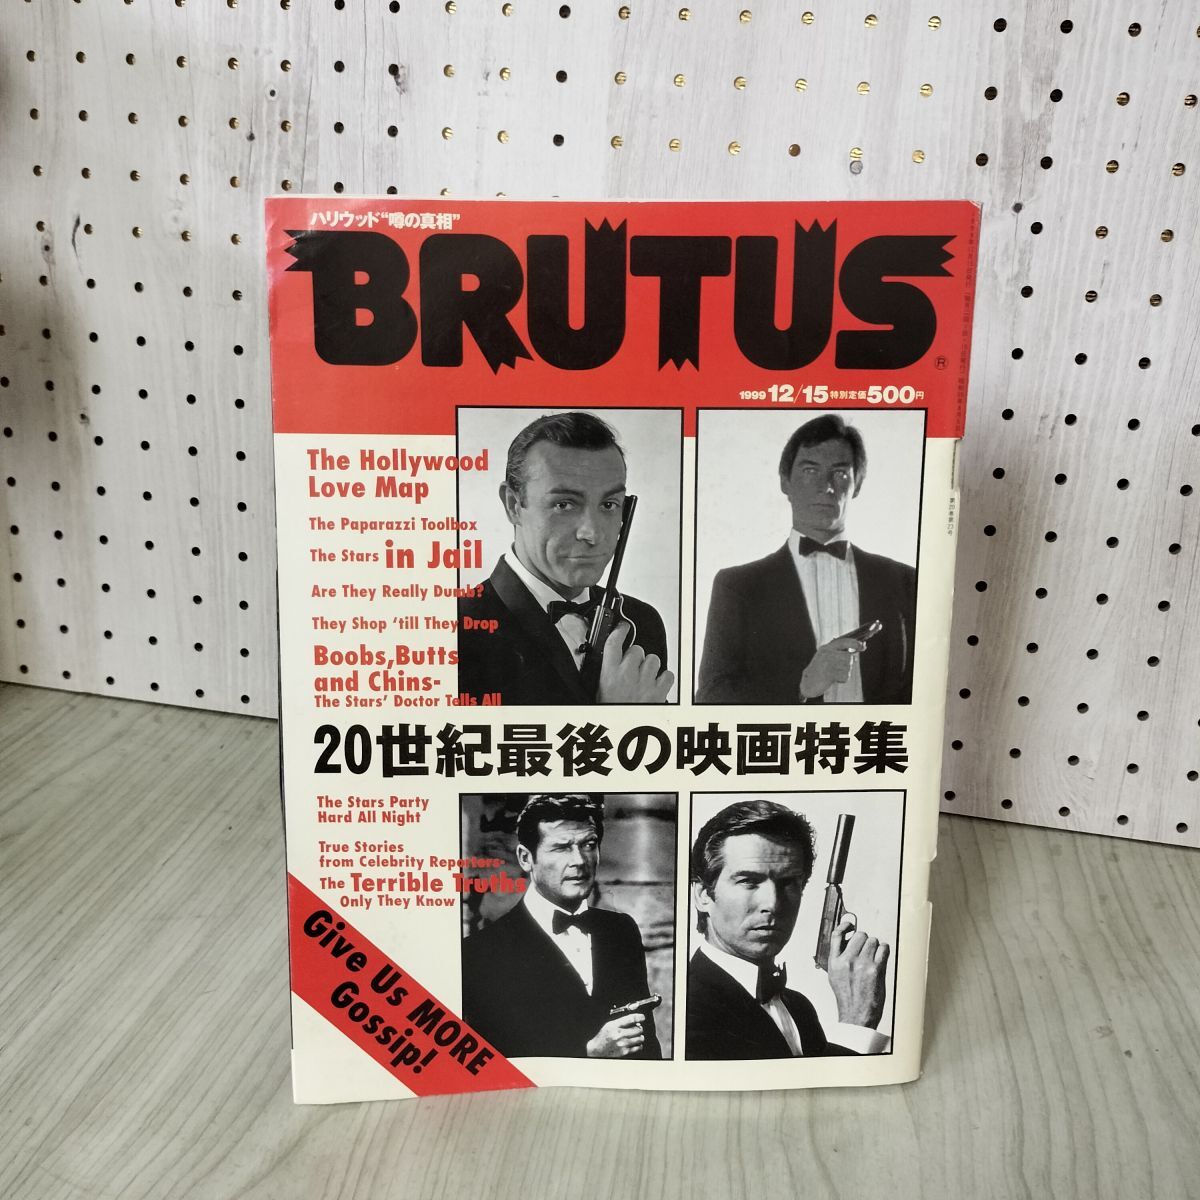 ハリウッド“噂の真相”
BRUTUS
®
1999 12/15 特別定価500円
The Hollywood
Love Map
The Paparazzi Toolbox
The Stars in Jail
Are They Really Dumb?
They Shop ‘till They Drop
Boobs,Butts
and Chins-
The Stars’ Doctor Tells All
20世紀最後の映画特集
The Stars Party
Hard All Night
True Stories
from Celebrity Reporters-
The Terrible Truths
Only They Know
Give Us MORE
Gossip!